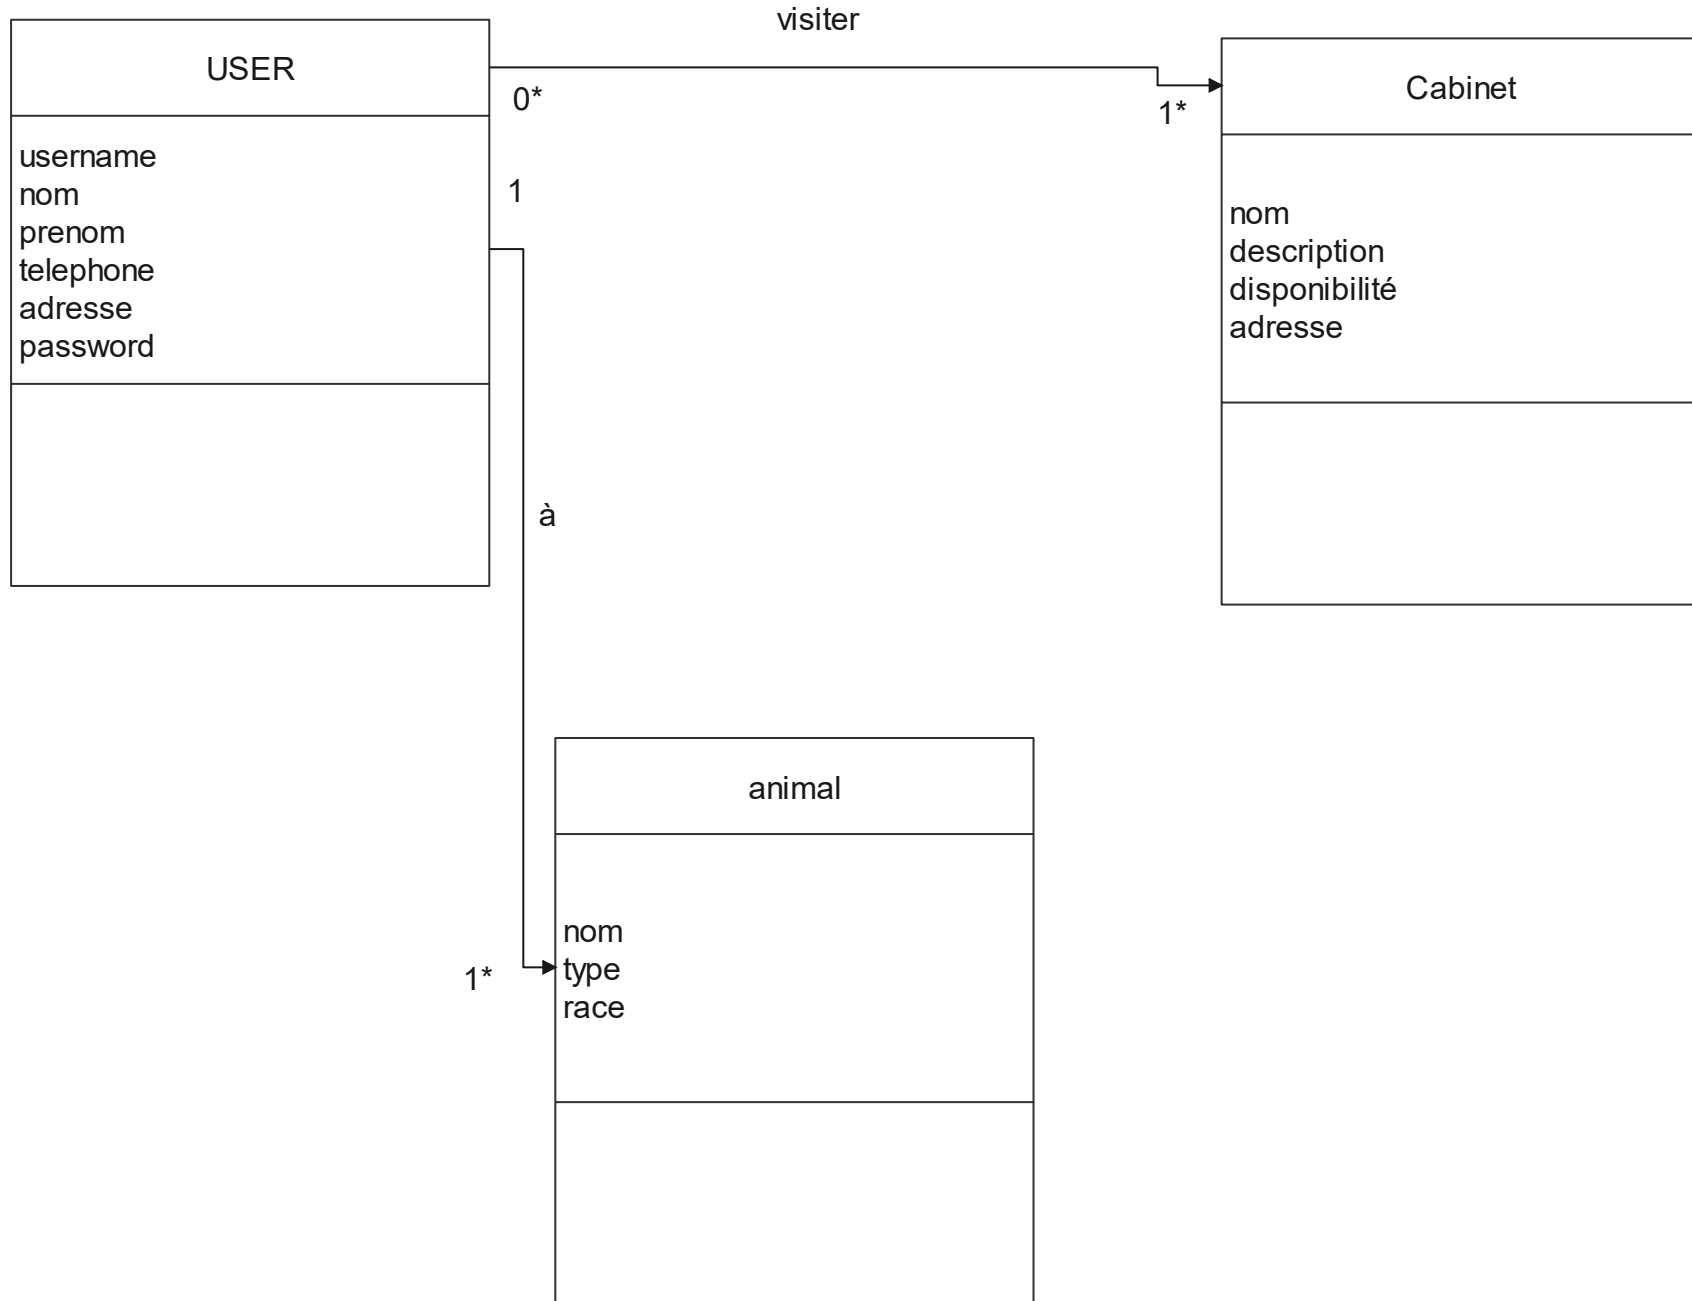 visiter
USER
0*
1*
Cabinet
username
nom
prenom
telephone
adresse
password
1
nom
description
disponibilité
adresse
à
animal
1*
nom
type
race